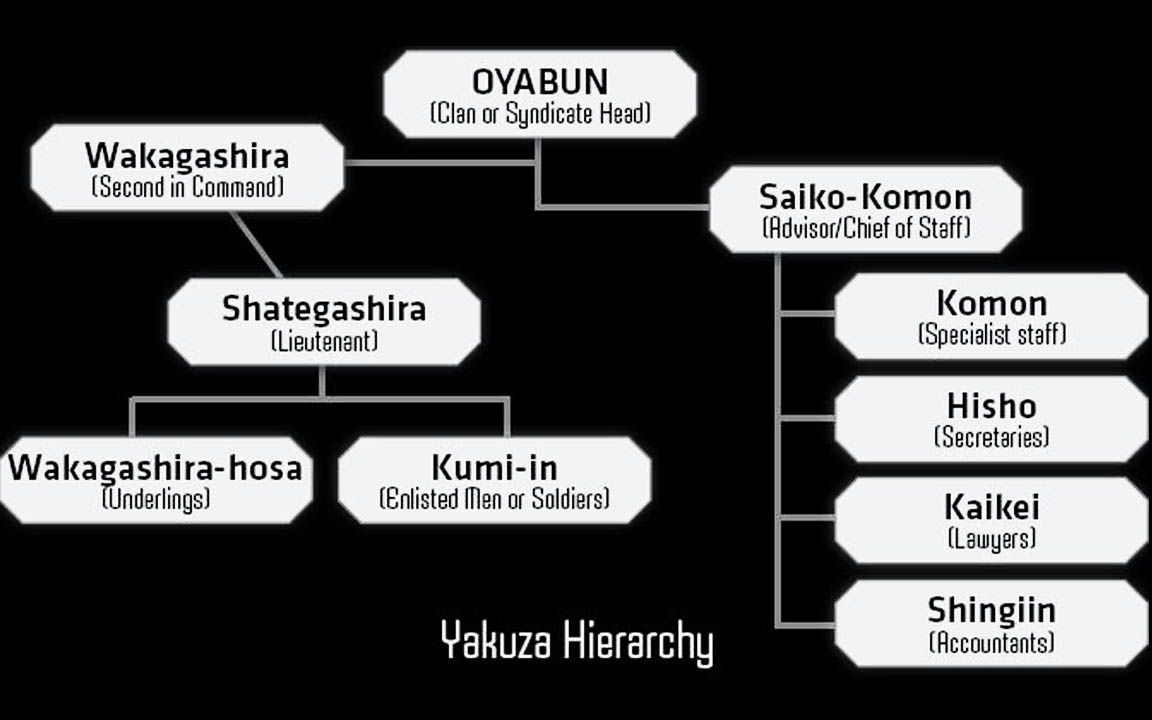 OYABUN
(Clan or Syndicate Head)
Wakagashira
(Second in Command)
Saiko-Komon
(Advisor/Chief of Staff)
Shategashira
(Lieutenant)
Komon
(Specialist staff)
Hisho
(Secretaries)
Wakagashira-hosa
(Underlings)
Kumi-in
(Enlisted Men or Soldiers)
Kaikei
(Lawyers)
Shingiin
(Accountants)
Yakuza Hierarchy